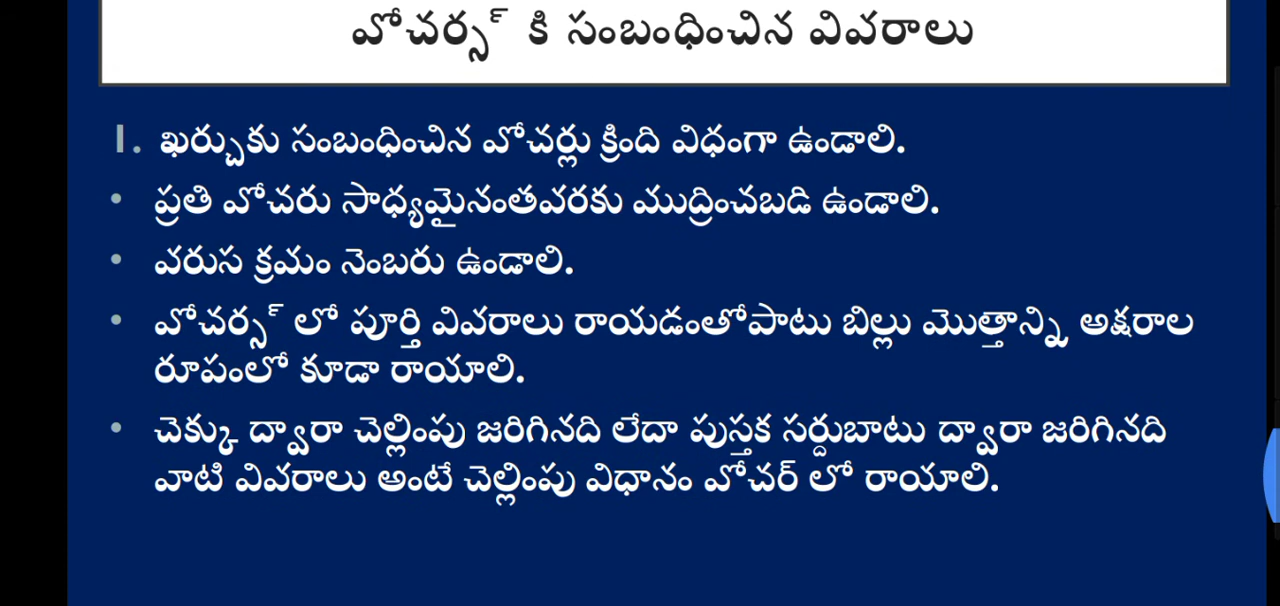 వోచర్స్ కి సంబంధించిన వివరాలు
1. ఖర్చుకు సంబంధించిన వోచర్లు క్రింది విధంగా ఉండాలి.
• ప్రతి వోచరు సాధ్యమైనంతవరకు ముద్రించబడి ఉండాలి.
• వరుస క్రమం నెంబరు ఉండాలి.
• వోచర్స్ లో పూర్తి వివరాలు రాయడంతోపాటు బిల్లు మొత్తాన్ని, అక్షరాల
రూపంలో కూడా రాయాలి.
• చెక్కు ద్వారా చెల్లింపు జరిగినది లేదా పుస్తక సర్దుబాటు ద్వారా జరిగినది
వాటి వివరాలు అంటే చెల్లింపు విధానం వోచర్ లో రాయాలి.